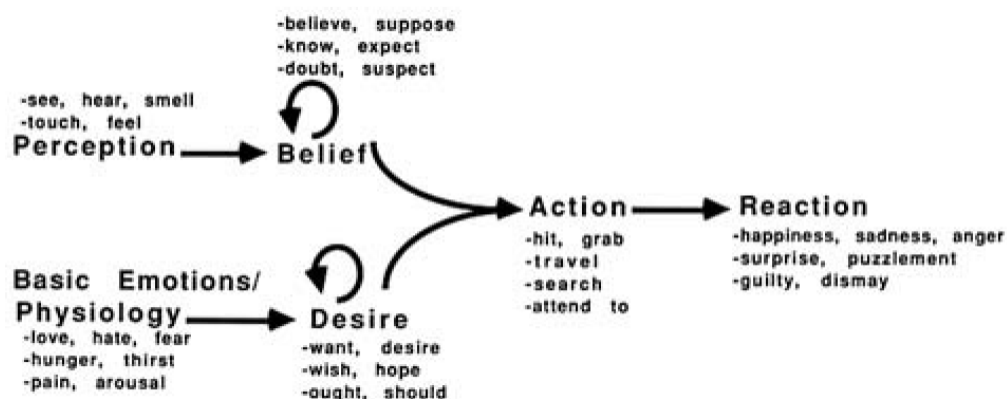 -believe, suppose
-know, expect
-doubt, suspect
-see, hear, smell
-touch, feel
Perception
Belief
Action
-hit, grab
-travel
-search
-attend to
Reaction
-happiness, sadness, anger
-surprise, puzzlement
-guilty, dismay
Basic Emotions/
Physiology
-love, hate, fear
-hunger, thirst
-pain, arousal
Desire
-want, desire
-wish, hope
-ought, should